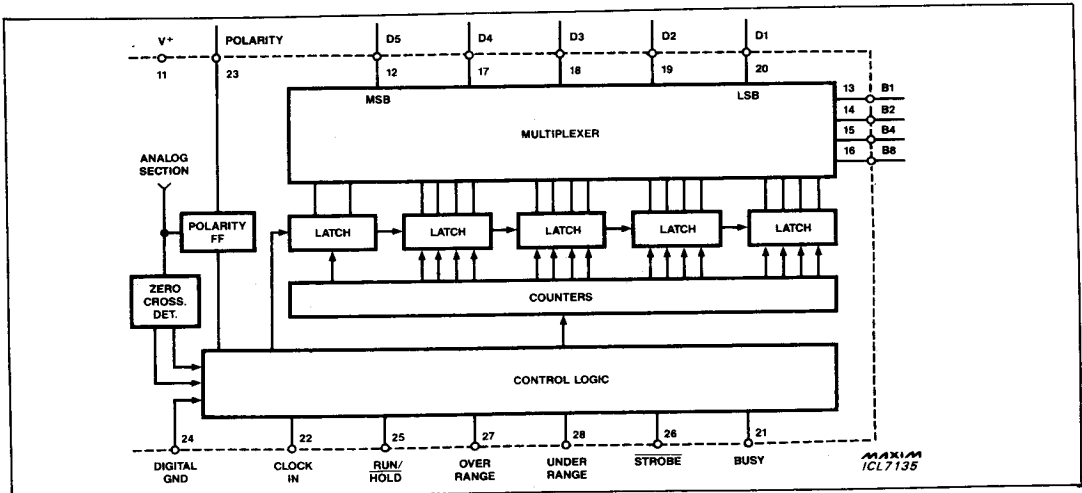 V+ POLARITY D5 D4 D3 D2 D1
11 23 12 17 18 19 20
MSB LSB
13 B1
14 B2
MULTIPLEXER
15 B4
16 B8
ANALOG
SECTION
POLARITY
FF
LATCH LATCH LATCH LATCH LATCH
ZERO
CROSS.
DET.
COUNTERS
CONTROL LOGIC
24 22 25 27 28 26 21
DIGITAL
GND
CLOCK
IN
RUN/
HOLD
OVER
RANGE
UNDER
RANGE
STROBE
BUSY
MAXIM
ICL7135